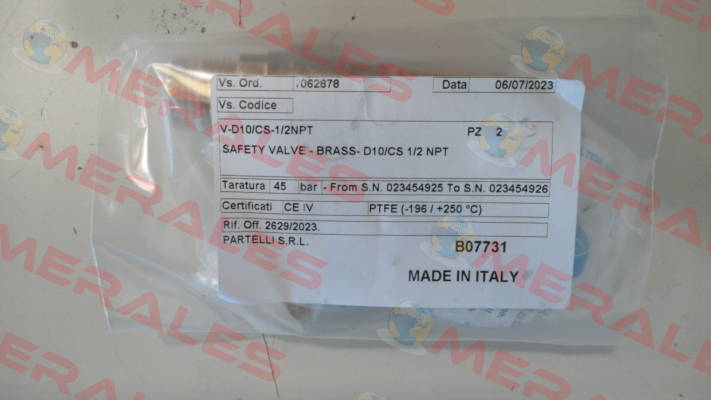 Vs. Ord. 062878 Data 06/07/2023
Vs. Codice
V-D10/CS-1/2NPT PZ 2
SAFETY VALVE - BRASS- D10/CS 1/2 NPT
Taratura 45 bar - From S.N. 023454925 To S.N. 023454926
Certificati CE IV PTFE (-196 / +250 °C)
Rif. Off. 2629/2023.
PARTELLI S.R.L. B07731
MADE IN ITALY
MERALES
MERALES
MERALES
MERALES
MERALES